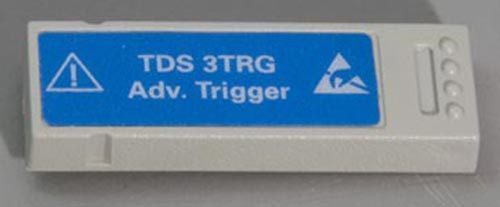 TDS 3TRG
Adv. Trigger